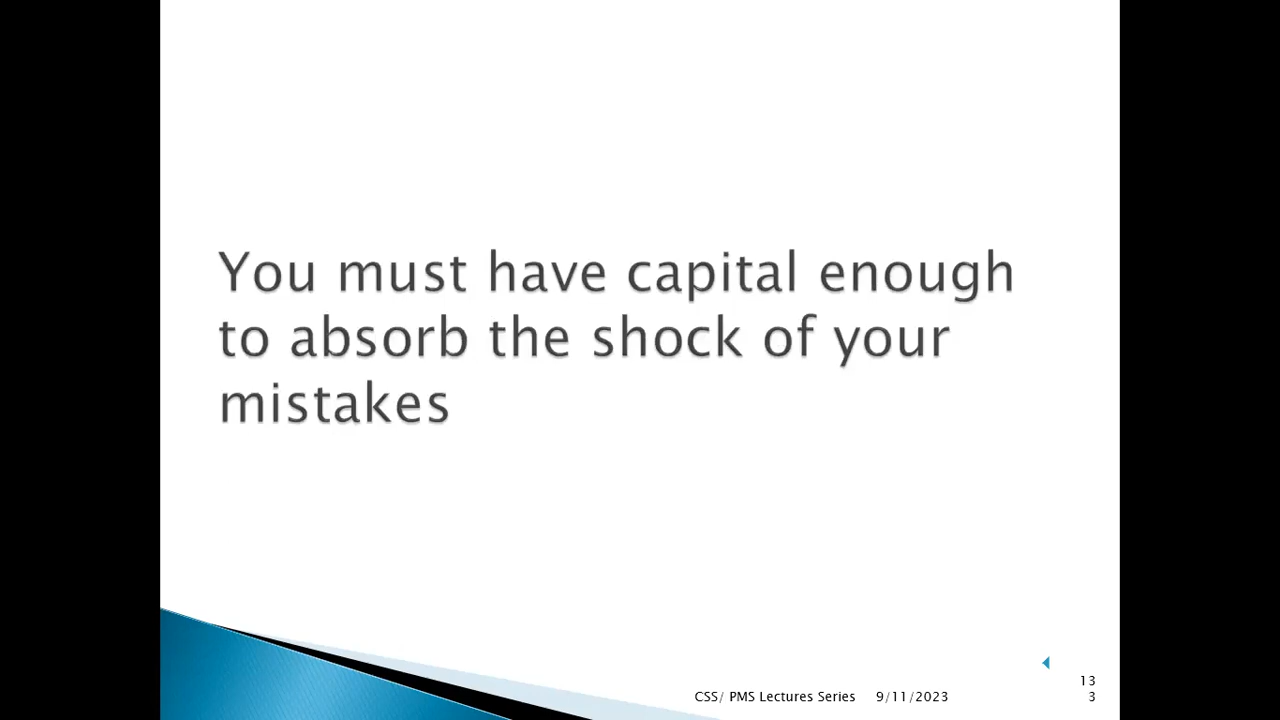 You must have capital enough
to absorb the shock of your
mistakes
CSS/ PMS Lectures Series 9/11/2023
13
3